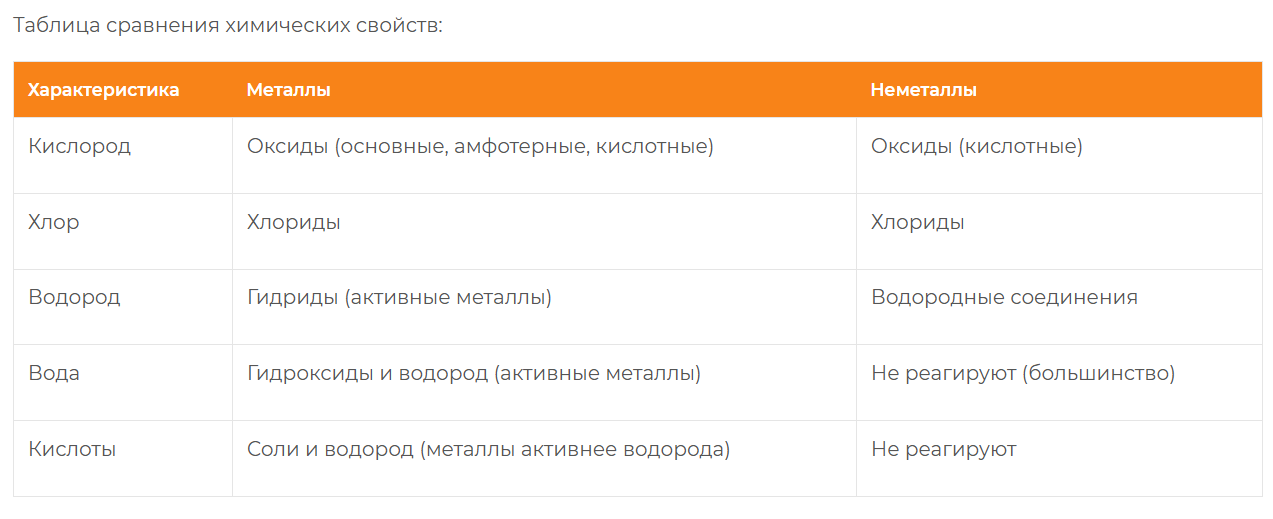 Таблица сравнения химических свойств:
Характеристика Металлы Неметаллы
Кислород Оксиды (основные, амфотерные, кислотные) Оксиды (кислотные)
Хлор Хлориды Хлориды
Водород Гидриды (активные металлы) Водородные соединения
Вода Гидроксиды и водород (активные металлы) Не реагируют (большинство)
Кислоты Соли и водород (металлы активнее водорода) Не реагируют